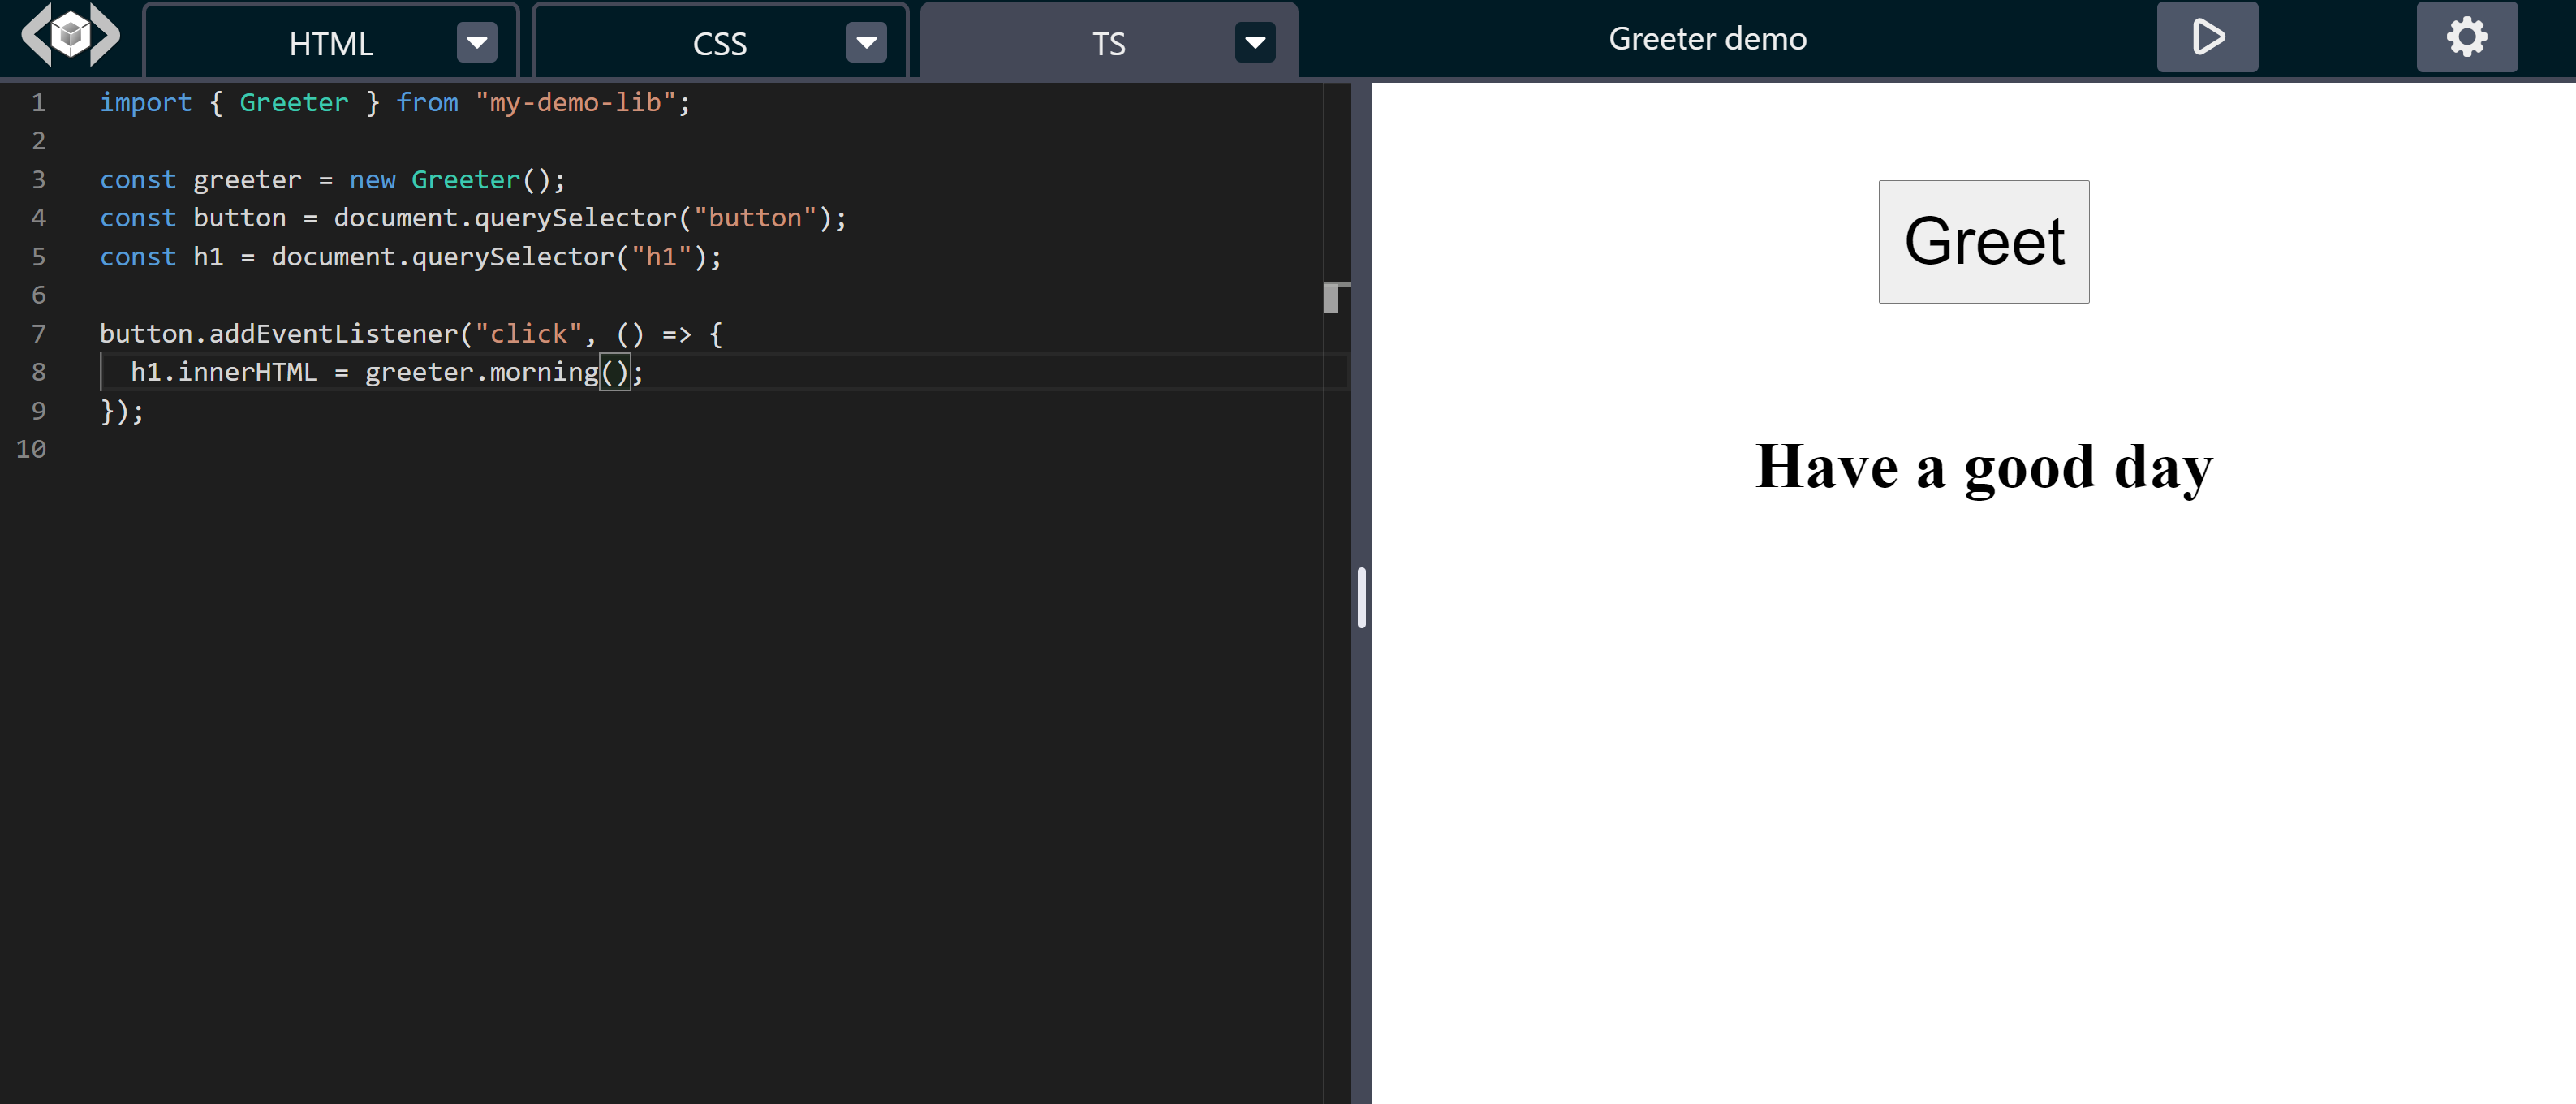 HTML
CSS
TS
Greeter demo
1 import { Greeter } from "my-demo-lib";
2
3 const greeter = new Greeter();
4 const button = document.querySelector("button");
5 const h1 = document.querySelector("h1");
6
7 button.addEventListener("click", () => {
8   h1.innerHTML = greeter.morning();
9 });
10
Greet
Have a good day